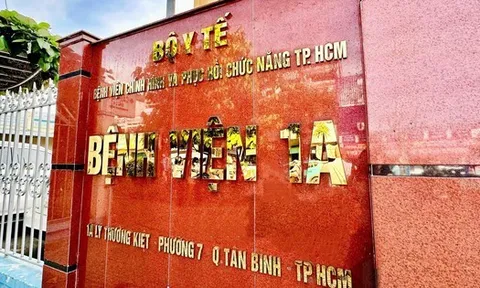 BỘ Y TẾ
BỆNH VIỆN CHỈNH HÌNH VÀ PHỤC HỒI CHỨC NĂNG TP. HCM
BỆNH VIỆN 1A
1A LÝ THƯỜNG KIỆT - PHƯỜNG 7 Q. TÂN BÌNH - TP. HCM